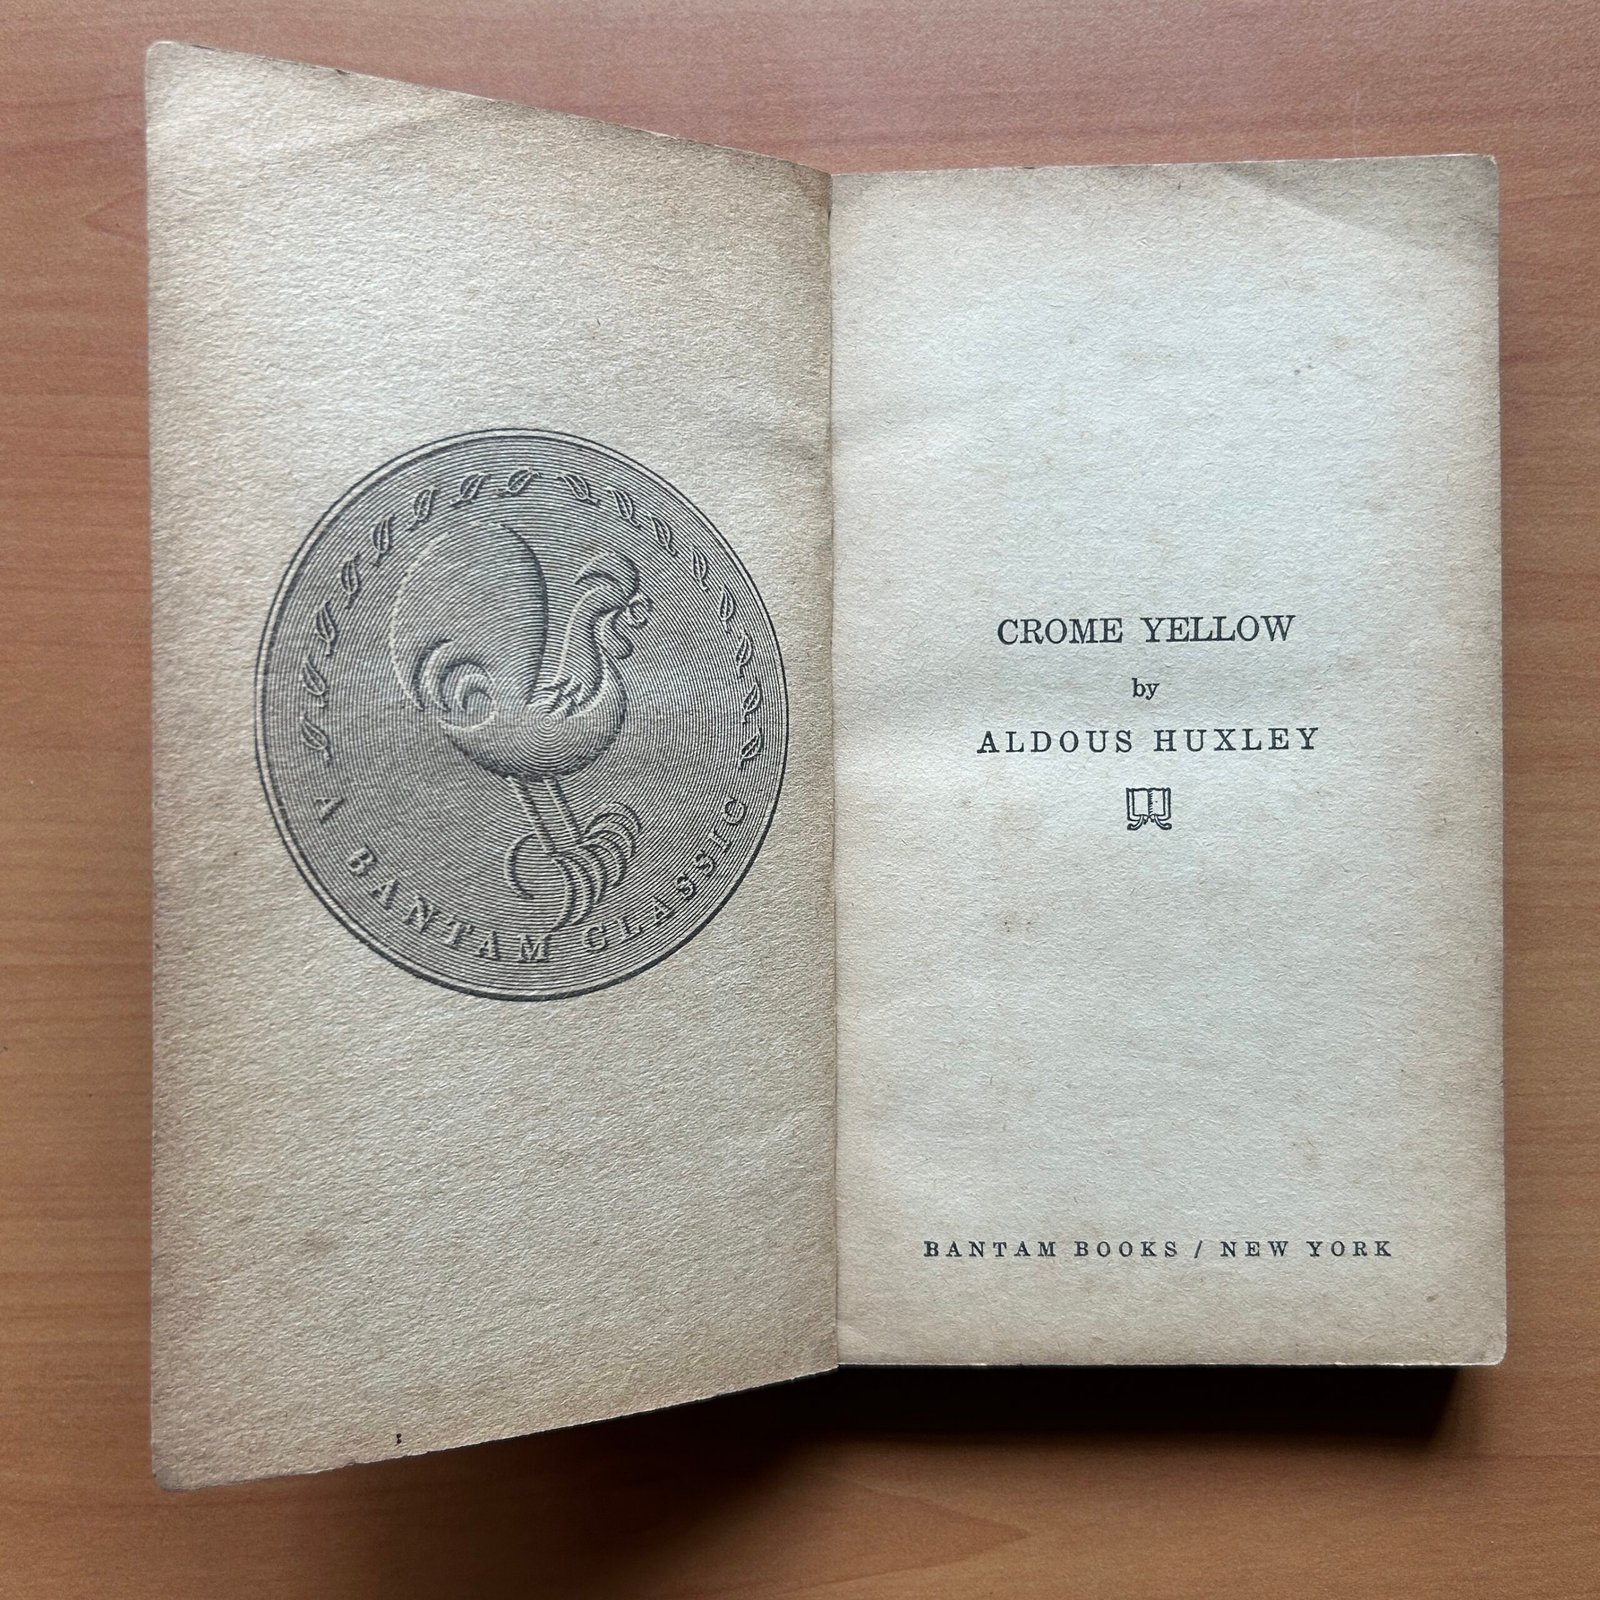 A BANTAM CLASSIC
CROME YELLOW
by
ALDOUS HUXLEY
BANTAM BOOKS / NEW YORK